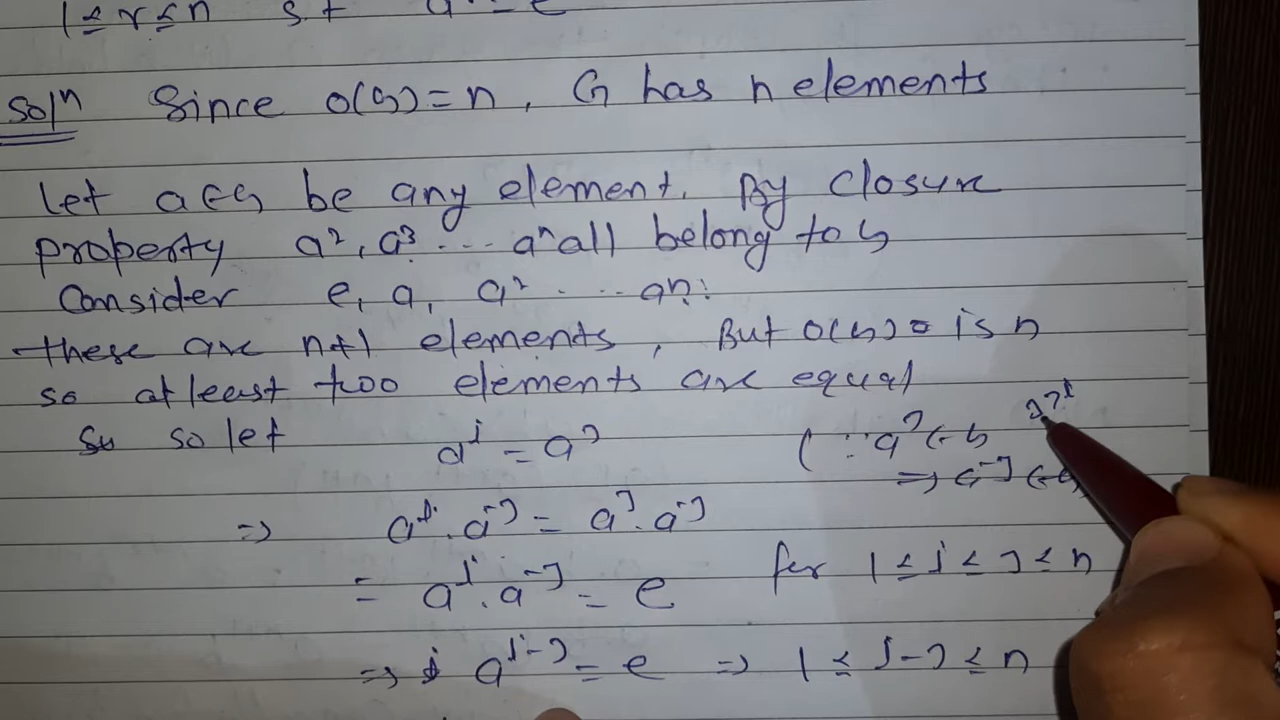 1 ≤ r ≤ n st
Solⁿ Since o(G) = n, G has n elements
Let a ∈ G be any element. By closure
property a², a³ ... aⁿ all belong to G
Consider e, a, a² ... aⁿ.
these are n+1 elements, But o(G) = is n
so atleast two elements are equal
so let aⁱ = aʲ (∵ aʲ ∈ G
⇒ a⁻ʲ ∈ G
⇒ aⁱ . a⁻ʲ = aʲ . a⁻ʲ
= aⁱ . a⁻ʲ = e for 1 ≤ i ≤ j ≤ n
⇒ aⁱ⁻ʲ = e ⇒ 1 ≤ i-j ≤ n